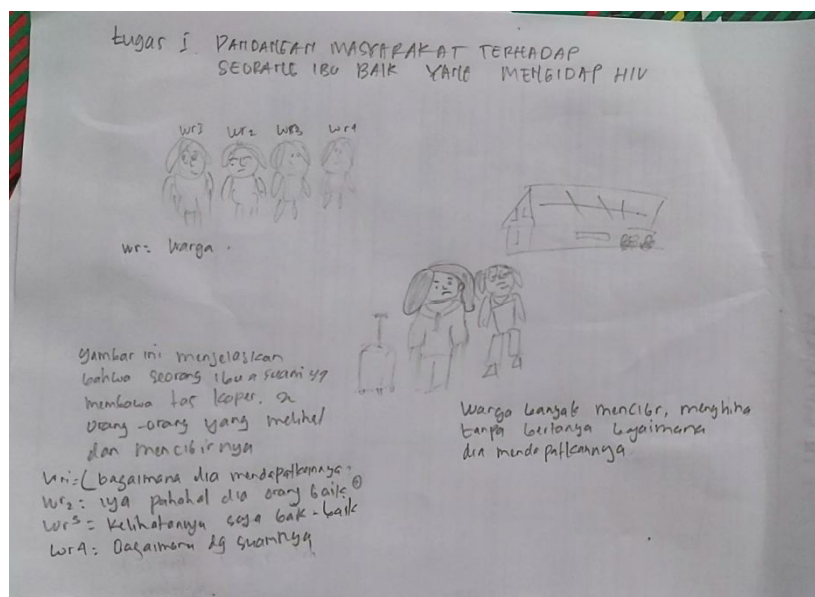 tugas I. PANDANGAN MASYARAKAT TERHADAP
SEORANG IBU BAIK YANG MENGIDAP HIV
wr1 wr2 wr3 wr4
wr = warga.
gambar ini menjelaskan
bahwa seorang ibu & suami yg
membawa tas koper. &
orang-orang yang melihat
dan mencibirnya
wr1 = bagaimana dia mendapatkannya.
wr2 = iya padahal dia orang baik
wr3 = kelihatannya saja baik-baik
wr4 = Bagaimana dg suaminya
warga banyak mencibir, menghina
tanpa bertanya bagaimana
dia mendapatkannya